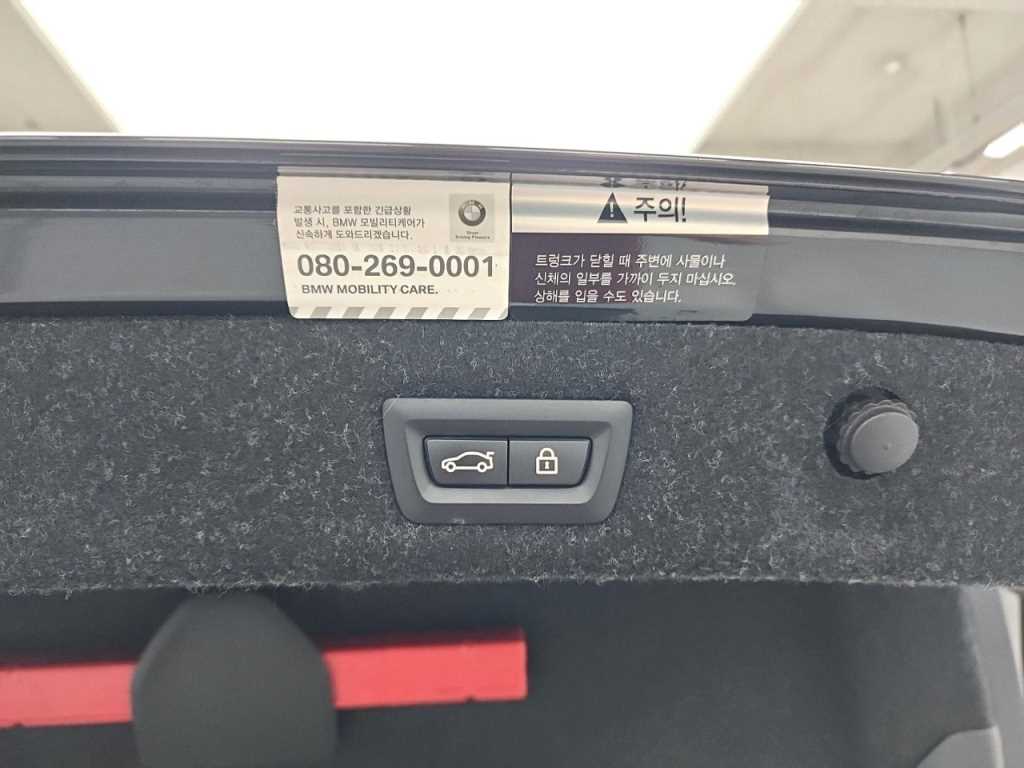 교통사고를 포함한 긴급상황
발생 시, BMW 모빌리티케어가
신속하게 도와드리겠습니다.
Sheer
Driving Pleasure
080-269-0001
BMW MOBILITY CARE.
주의!
트렁크가 닫힐 때 주변에 사물이나
신체의 일부를 가까이 두지 마십시오.
상해를 입을 수도 있습니다.